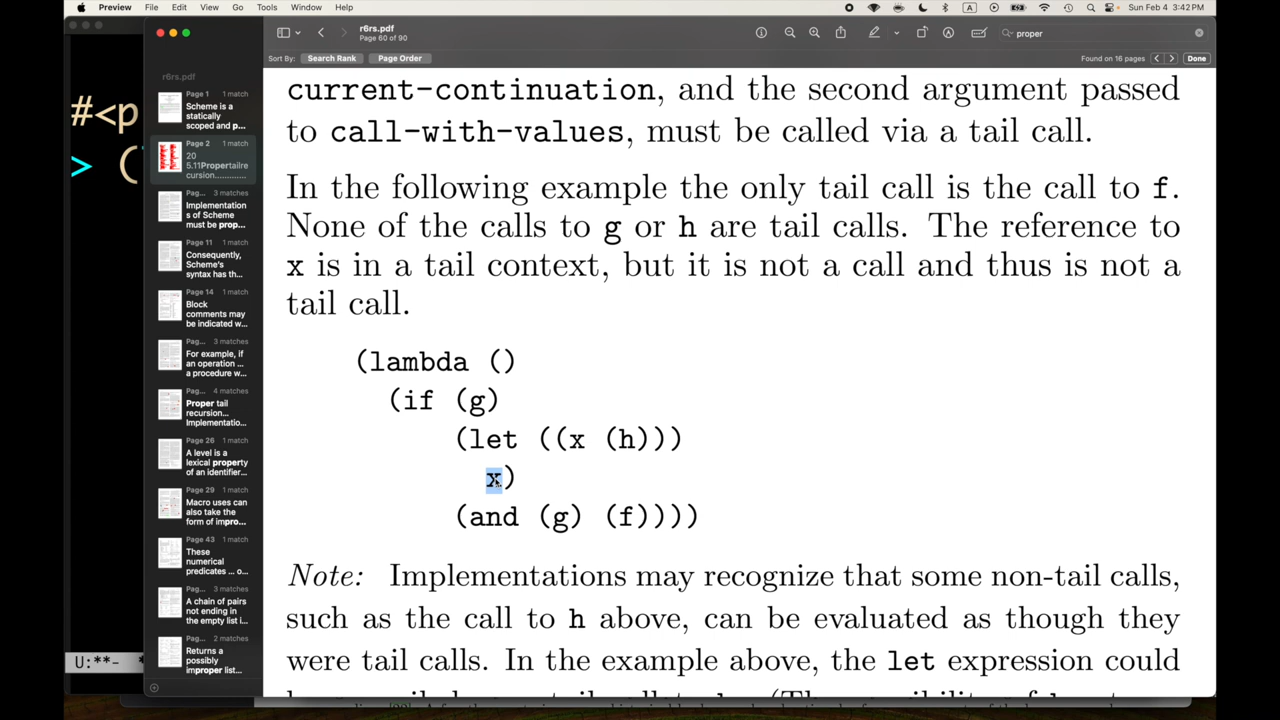 Preview File Edit View Go Tools Window Help Sun Feb 4 3:42 PM
r6rs.pdf
Page 60 of 90
proper
Sort By: Search Rank Page Order Found on 16 pages Done
r6rs.pdf
Page 1 1 match
Scheme is a
statically
scoped and p...
Page 2 1 match
20
5.11Propertailre
cursion............
Pag... 3 matches
Implementation
s of Scheme
must be prop...
Page 11 1 match
Consequently,
Scheme's
syntax has th...
Page 14 1 match
Block
comments may
be indicated w...
Pag... 3 matches
For example, if
an operation ...
a procedure w...
Pag... 4 matches
Proper tail
recursion...
Implementatio...
Page 26 1 match
A level is a
lexical property
of an identifier...
Page 29 1 match
Macro uses can
also take the
form of impro...
Page 43 1 match
These
numerical
predicates ... o...
Pag... 3 matches
A chain of pairs
not ending in
the empty list i...
Pag... 2 matches
Returns a
possibly
improper list...
#<p
> (
U:**-
current-continuation, and the second argument passed
to call-with-values, must be called via a tail call.
In the following example the only tail call is the call to f.
None of the calls to g or h are tail calls. The reference to
x is in a tail context, but it is not a call and thus is not a
tail call.
(lambda ()
(if (g)
(let ((x (h)))
x)
(and (g) (f))))
Note: Implementations may recognize that some non-tail calls,
such as the call to h above, can be evaluated as though they
were tail calls. In the example above, the let expression could